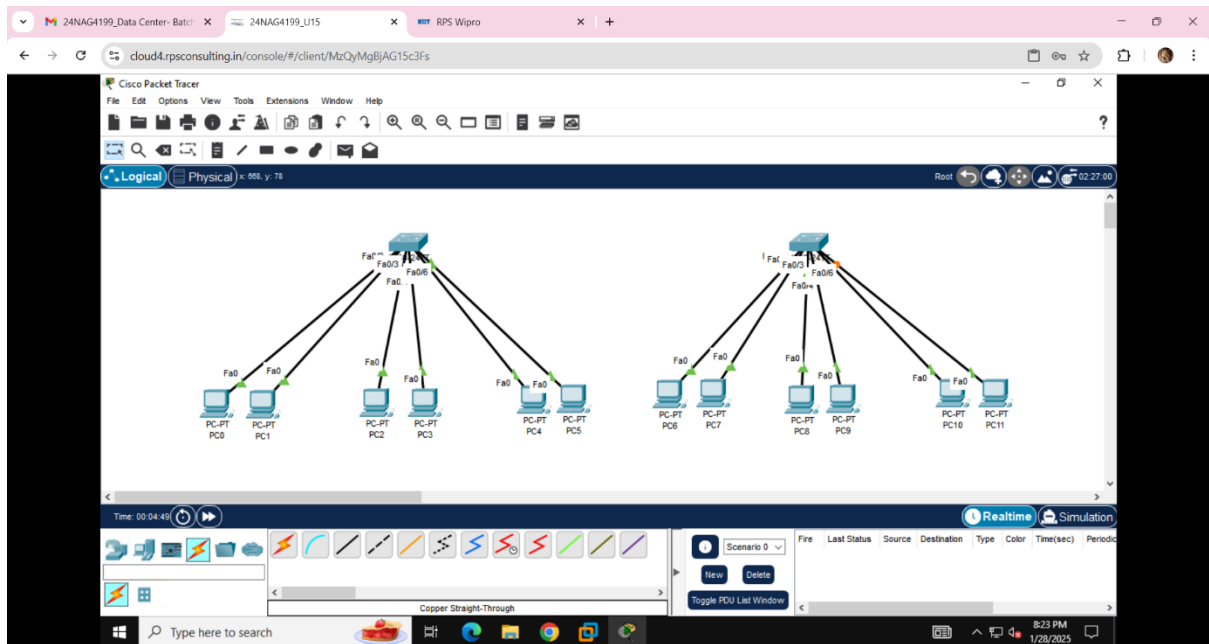 24NAG4199_Data Center- Batch
24NAG4199_U15
RPS Wipro
cloud4.rpsconsulting.in/console/#/client/MzQyMgBjAG15c3Fs
Cisco Packet Tracer
File Edit Options View Tools Extensions Window Help
?
Logical Physical x: 668, y: 78 Root 02:27:00
Fa0/3
Fa0/6
Fa0...
Fa0/3
Fa0/6
Fa0/4
Fa0 Fa0 Fa0 Fa0 Fa0 Fa0 Fa0 Fa0 Fa0 Fa0 Fa0 Fa0
PC-PT PC-PT PC-PT PC-PT PC-PT PC-PT PC-PT PC-PT PC-PT PC-PT PC-PT PC-PT
PC0 PC1 PC2 PC3 PC4 PC5 PC6 PC7 PC8 PC9 PC10 PC11
Time: 00:04:49 Realtime Simulation
Scenario 0
Fire Last Status Source Destination Type Color Time(sec) Periodic
New Delete
Toggle PDU List Window
Copper Straight-Through
Type here to search
8:23 PM
1/28/2025